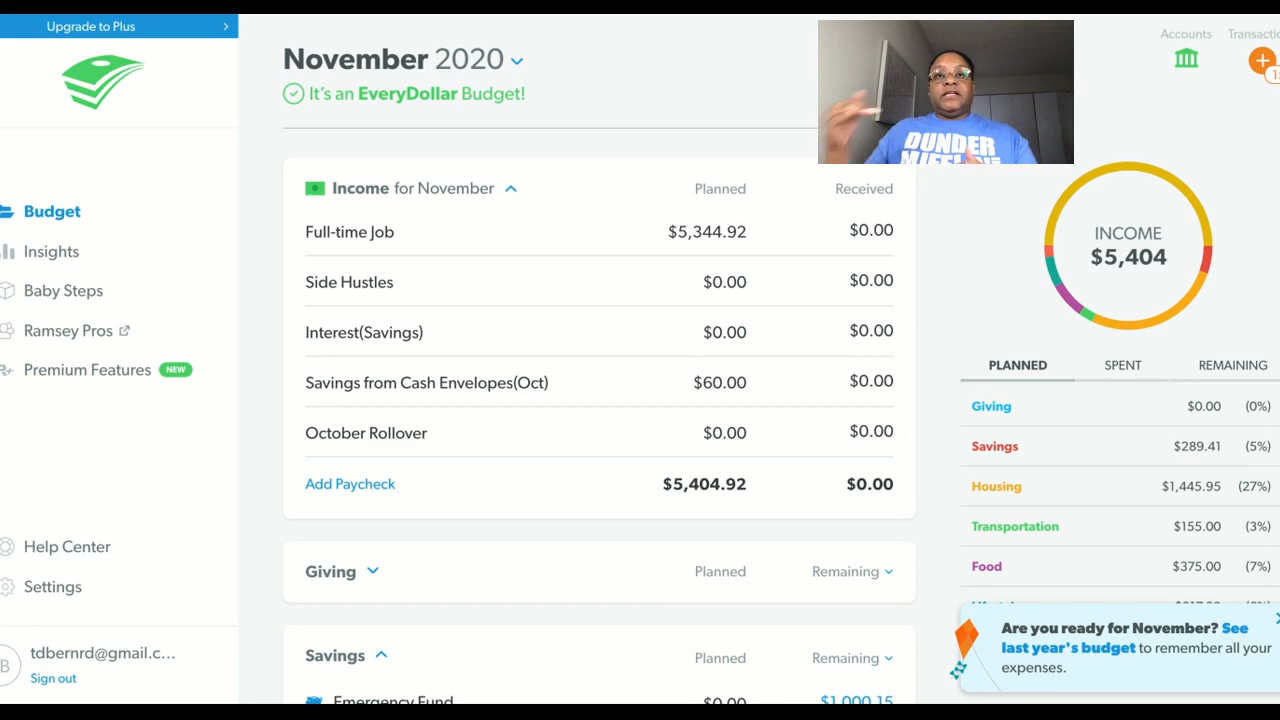 Upgrade to Plus
Budget
Insights
Baby Steps
Ramsey Pros
Premium Features NEW
Help Center
Settings
B
tdbernrd@gmail.c...
Sign out
November 2020
It's an EveryDollar Budget!
Income for November Planned Received
Full-time Job $5,344.92 $0.00
Side Hustles $0.00 $0.00
Interest(Savings) $0.00 $0.00
Savings from Cash Envelopes(Oct) $60.00 $0.00
October Rollover $0.00 $0.00
Add Paycheck $5,404.92 $0.00
Giving Planned Remaining
Savings Planned Remaining
Emergency Fund $0.00 $1,000.15
DUNDER
MIFFLIN
Accounts Transactio
INCOME
$5,404
PLANNED SPENT REMAINING
Giving $0.00 (0%)
Savings $289.41 (5%)
Housing $1,445.95 (27%)
Transportation $155.00 (3%)
Food $375.00 (7%)
Are you ready for November? See
last year's budget to remember all your
expenses.